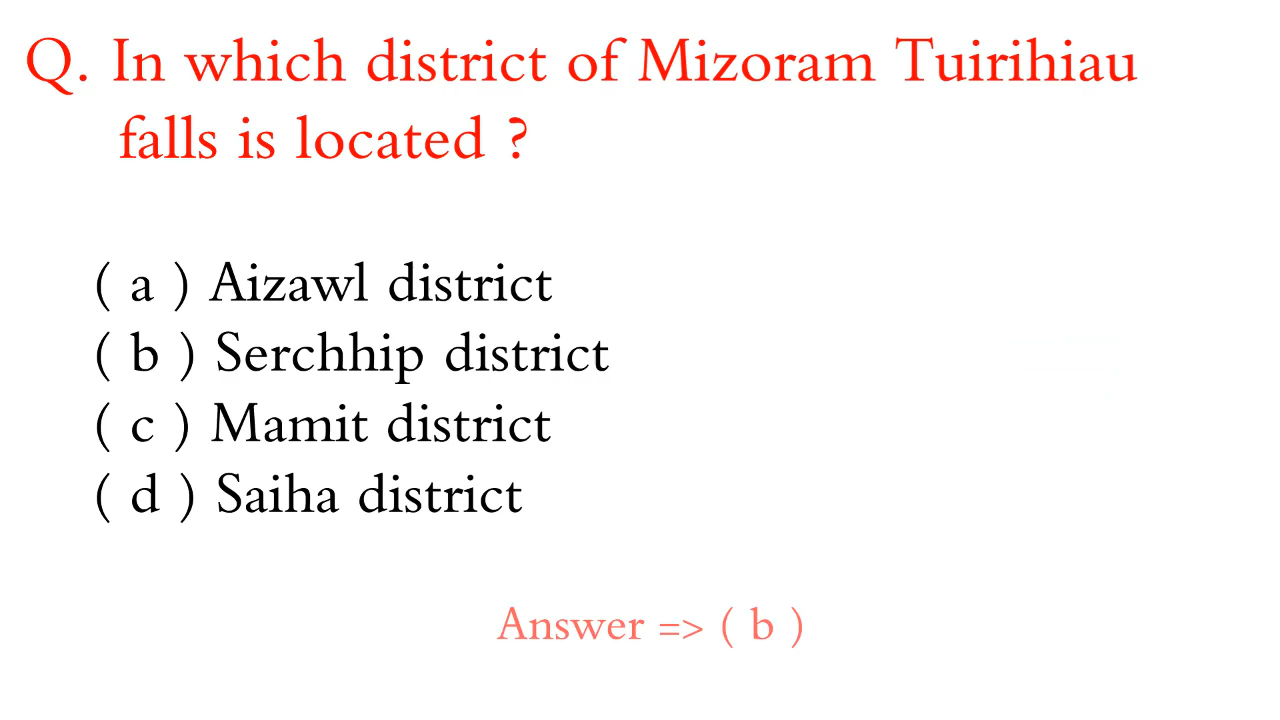 Q. In which district of Mizoram Tuirihiau
falls is located ?
( a ) Aizawl district
( b ) Serchhip district
( c ) Mamit district
( d ) Saiha district
Answer => ( b )